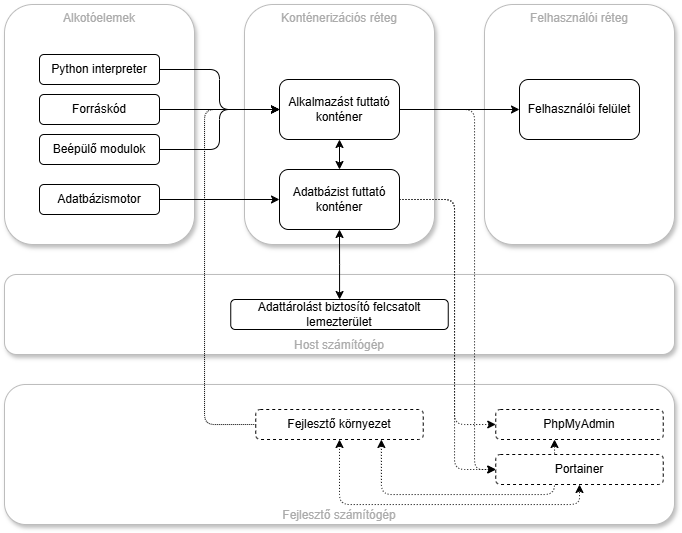 Alkotóelemek
Konténerizációs réteg
Felhasználói réteg
Python interpreter
Forráskód
Beépülő modulok
Adatbázismotor
Alkalmazást futtató
konténer
Adatbázist futtató
konténer
Felhasználói felület
Adattárolást biztosító felcsatolt
lemezterület
Host számítógép
Fejlesztő környezet
PhpMyAdmin
Portainer
Fejlesztő számítógép